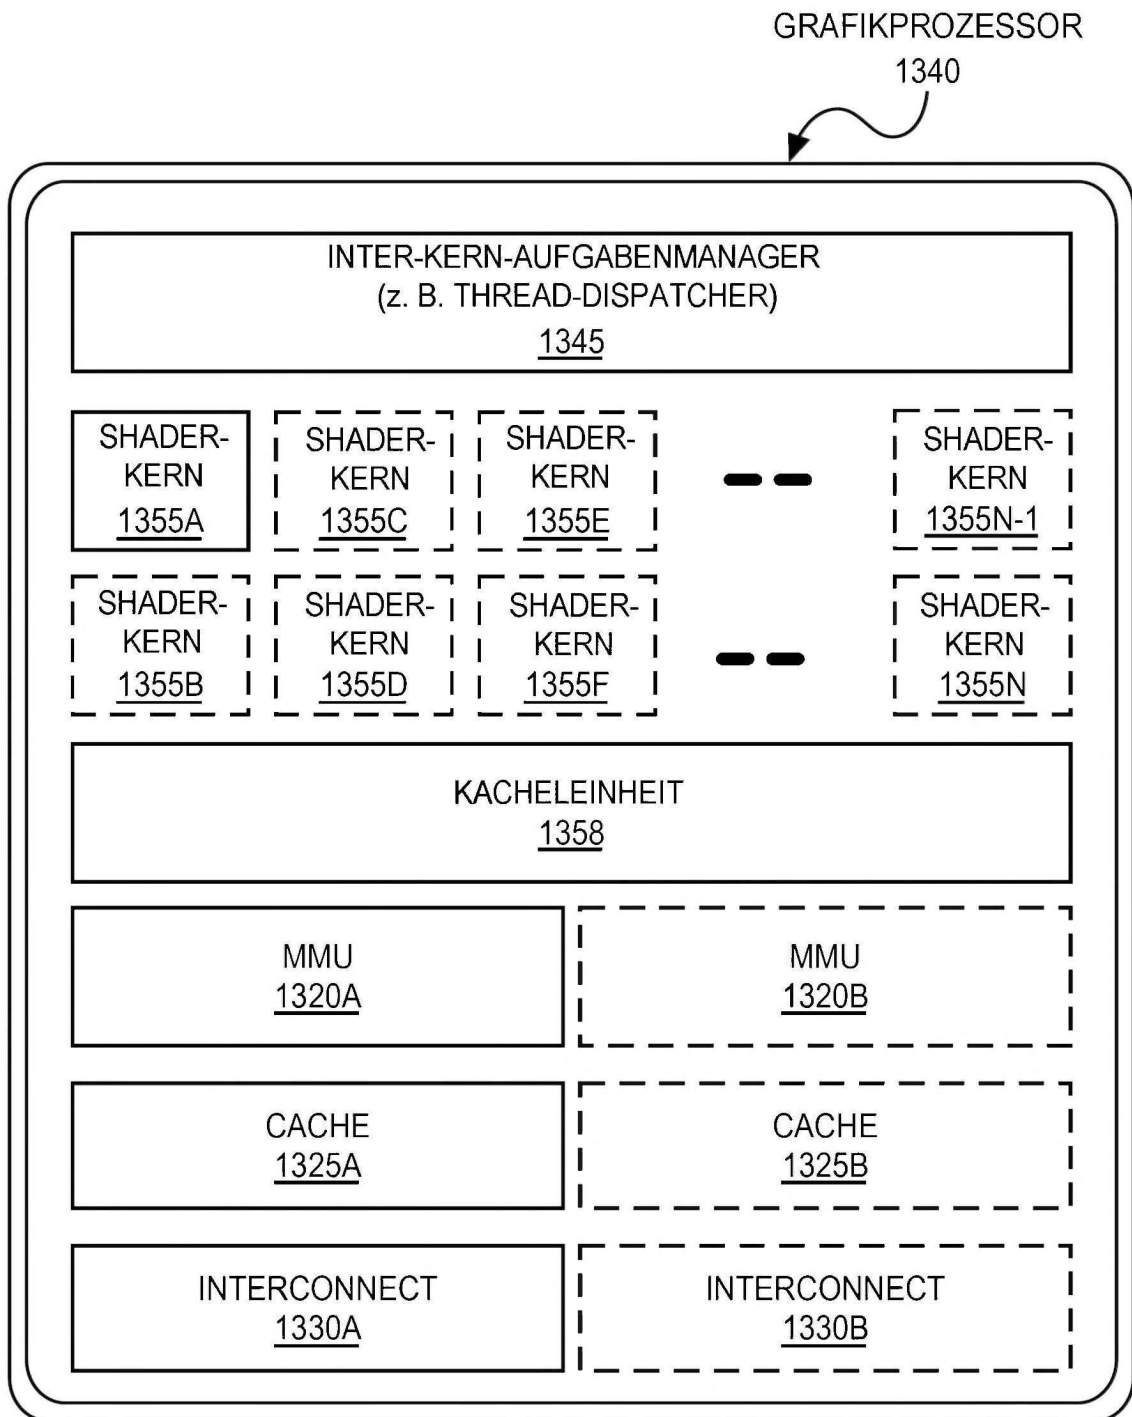 GRAFIKPROZESSOR
1340
INTER-KERN-AUFGABENMANAGER
(z. B. THREAD-DISPATCHER)
1345
SHADER-
KERN
1355A
SHADER-
KERN
1355C
SHADER-
KERN
1355E
SHADER-
KERN
1355N-1
SHADER-
KERN
1355B
SHADER-
KERN
1355D
SHADER-
KERN
1355F
SHADER-
KERN
1355N
KACHELEINHEIT
1358
MMU
1320A
MMU
1320B
CACHE
1325A
CACHE
1325B
INTERCONNECT
1330A
INTERCONNECT
1330B